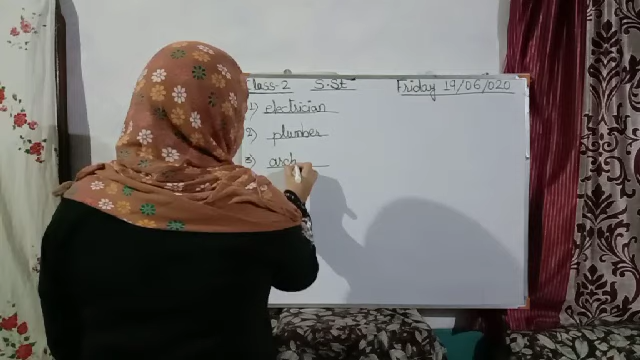 Class-2 S.St Friday 19/06/020
1) electrician
2) plumber
3) arch